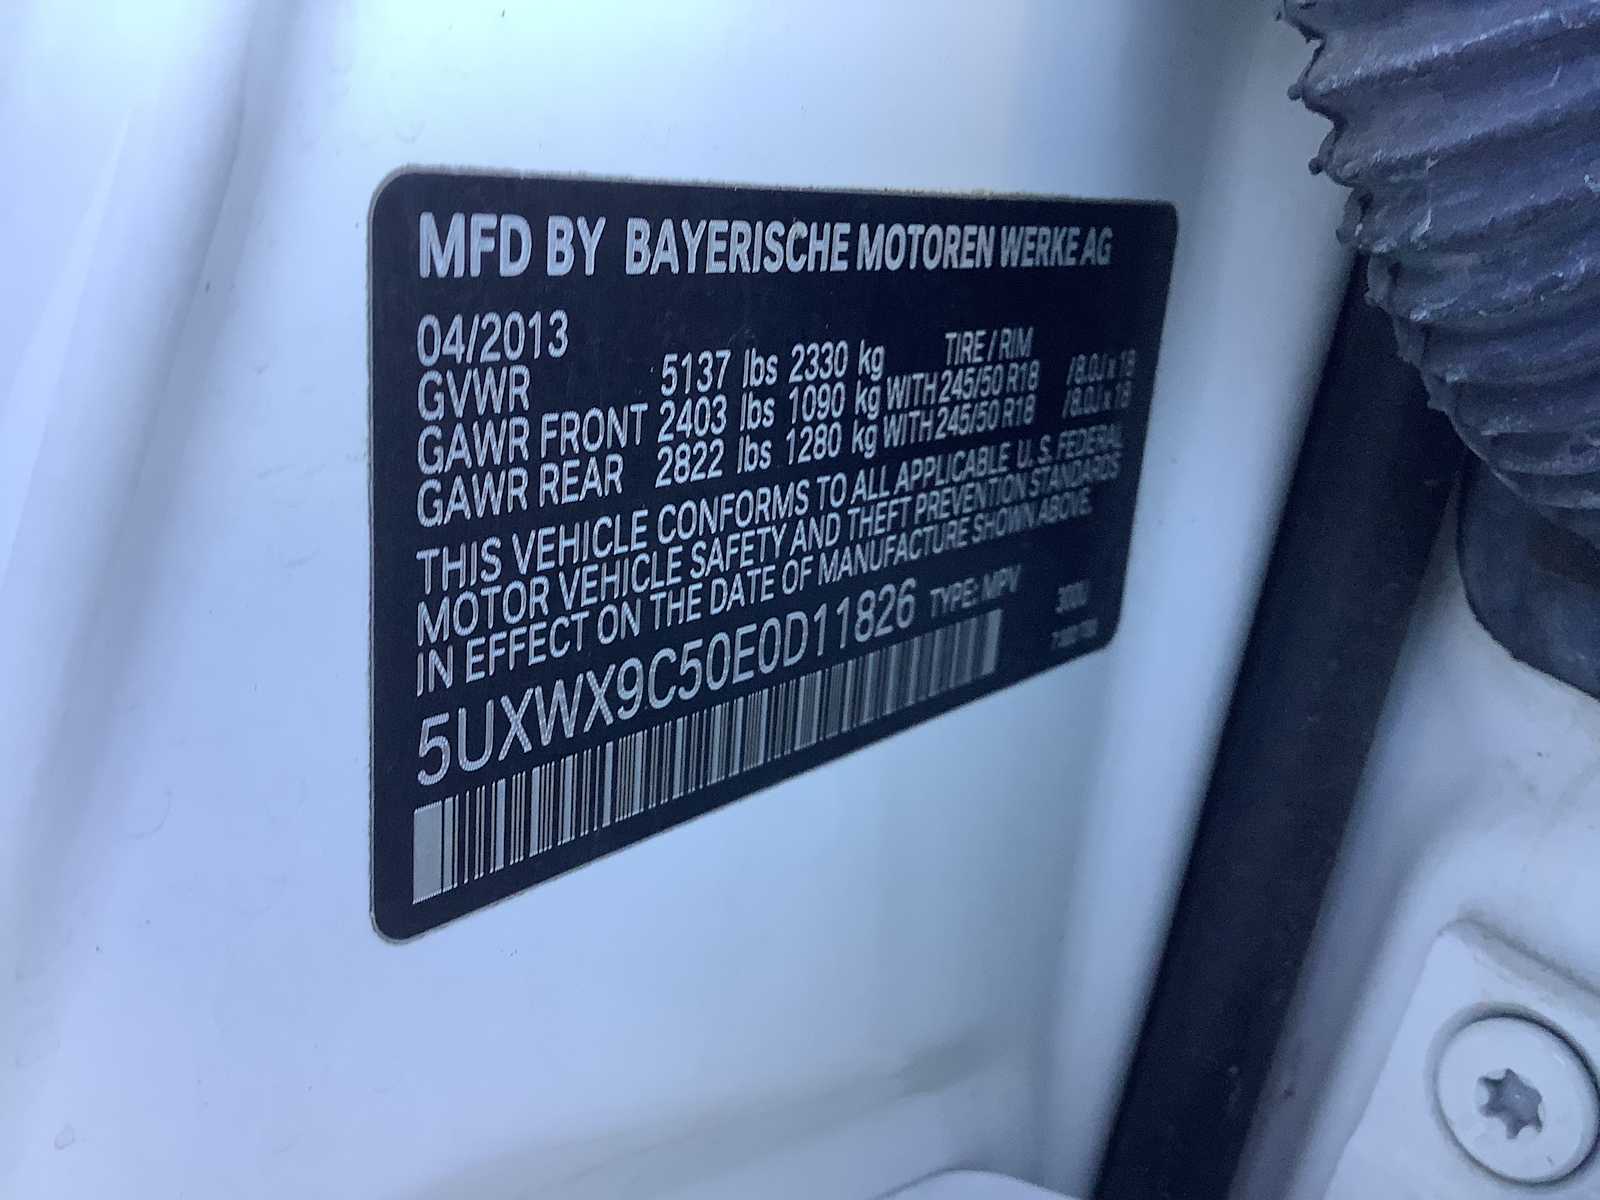 MFD BY BAYERISCHE MOTOREN WERKE AG
04/2013
TIRE / RIM
GVWR 5137 lbs 2330 kg
GAWR FRONT 2403 lbs 1090 kg WITH 245/50 R18 /8.0J x 18
GAWR REAR 2822 lbs 1280 kg WITH 245/50 R18 /8.0J x 18
THIS VEHICLE CONFORMS TO ALL APPLICABLE U. S. FEDERAL
MOTOR VEHICLE SAFETY AND THEFT PREVENTION STANDARDS
IN EFFECT ON THE DATE OF MANUFACTURE SHOWN ABOVE.
5UXWX9C50E0D11826 TYPE: MPV